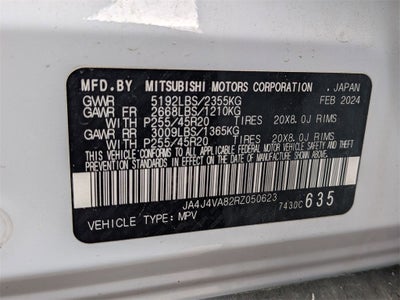 MFD.BY MITSUBISHI MOTORS CORPORATION . JAPAN
GVWR 5192LBS/2355KG FEB 2024
GAWR FR 2668LBS/1210KG
WITH P255/45R20 TIRES 20X8.0J RIMS
GAWR RR 3009LBS/1365KG
WITH P255/45R20 TIRES 20X8.0J RIMS
THIS VEHICLE CONFORMS TO ALL APPLICABLE FEDERAL MOTOR VEHICLE SAFETY AND THEFT
PREVENTION STANDARDS IN EFFECT ON THE DATE OF MANUFACTURE SHOWN ABOVE.
JA4J4VA82RZ050623
VEHICLE TYPE: MPV 7430C 635